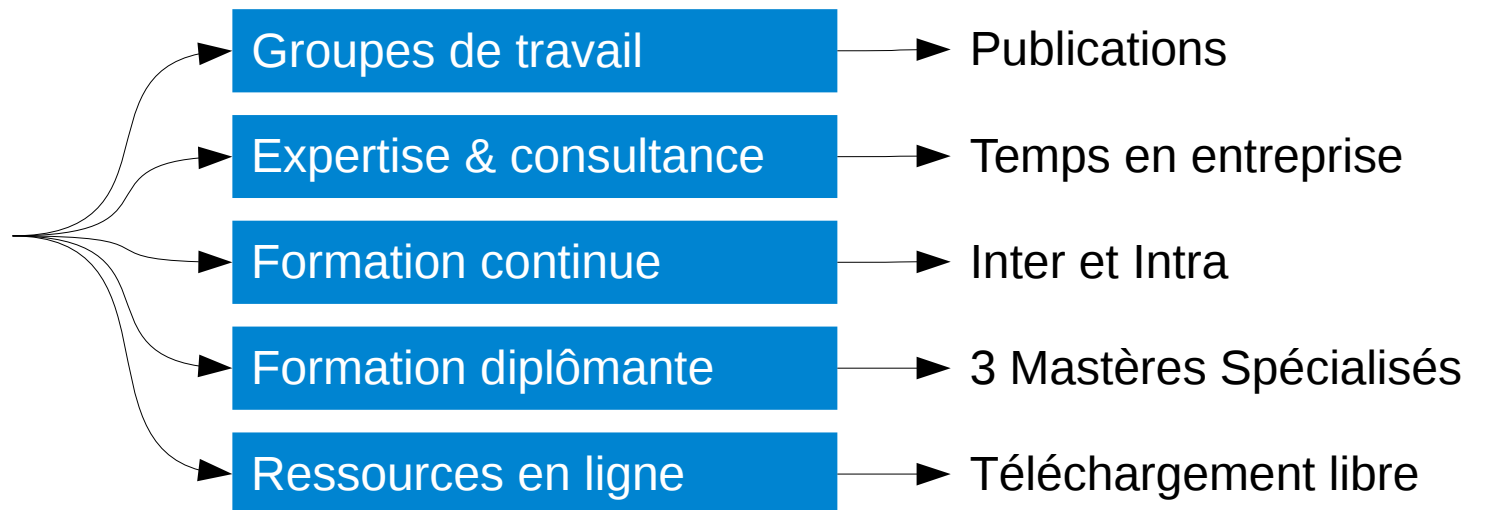 Groupes de travail
Publications
Expertise & consultance
Temps en entreprise
Formation continue
Inter et Intra
Formation diplômante
3 Mastères Spécialisés
Ressources en ligne
Téléchargement libre